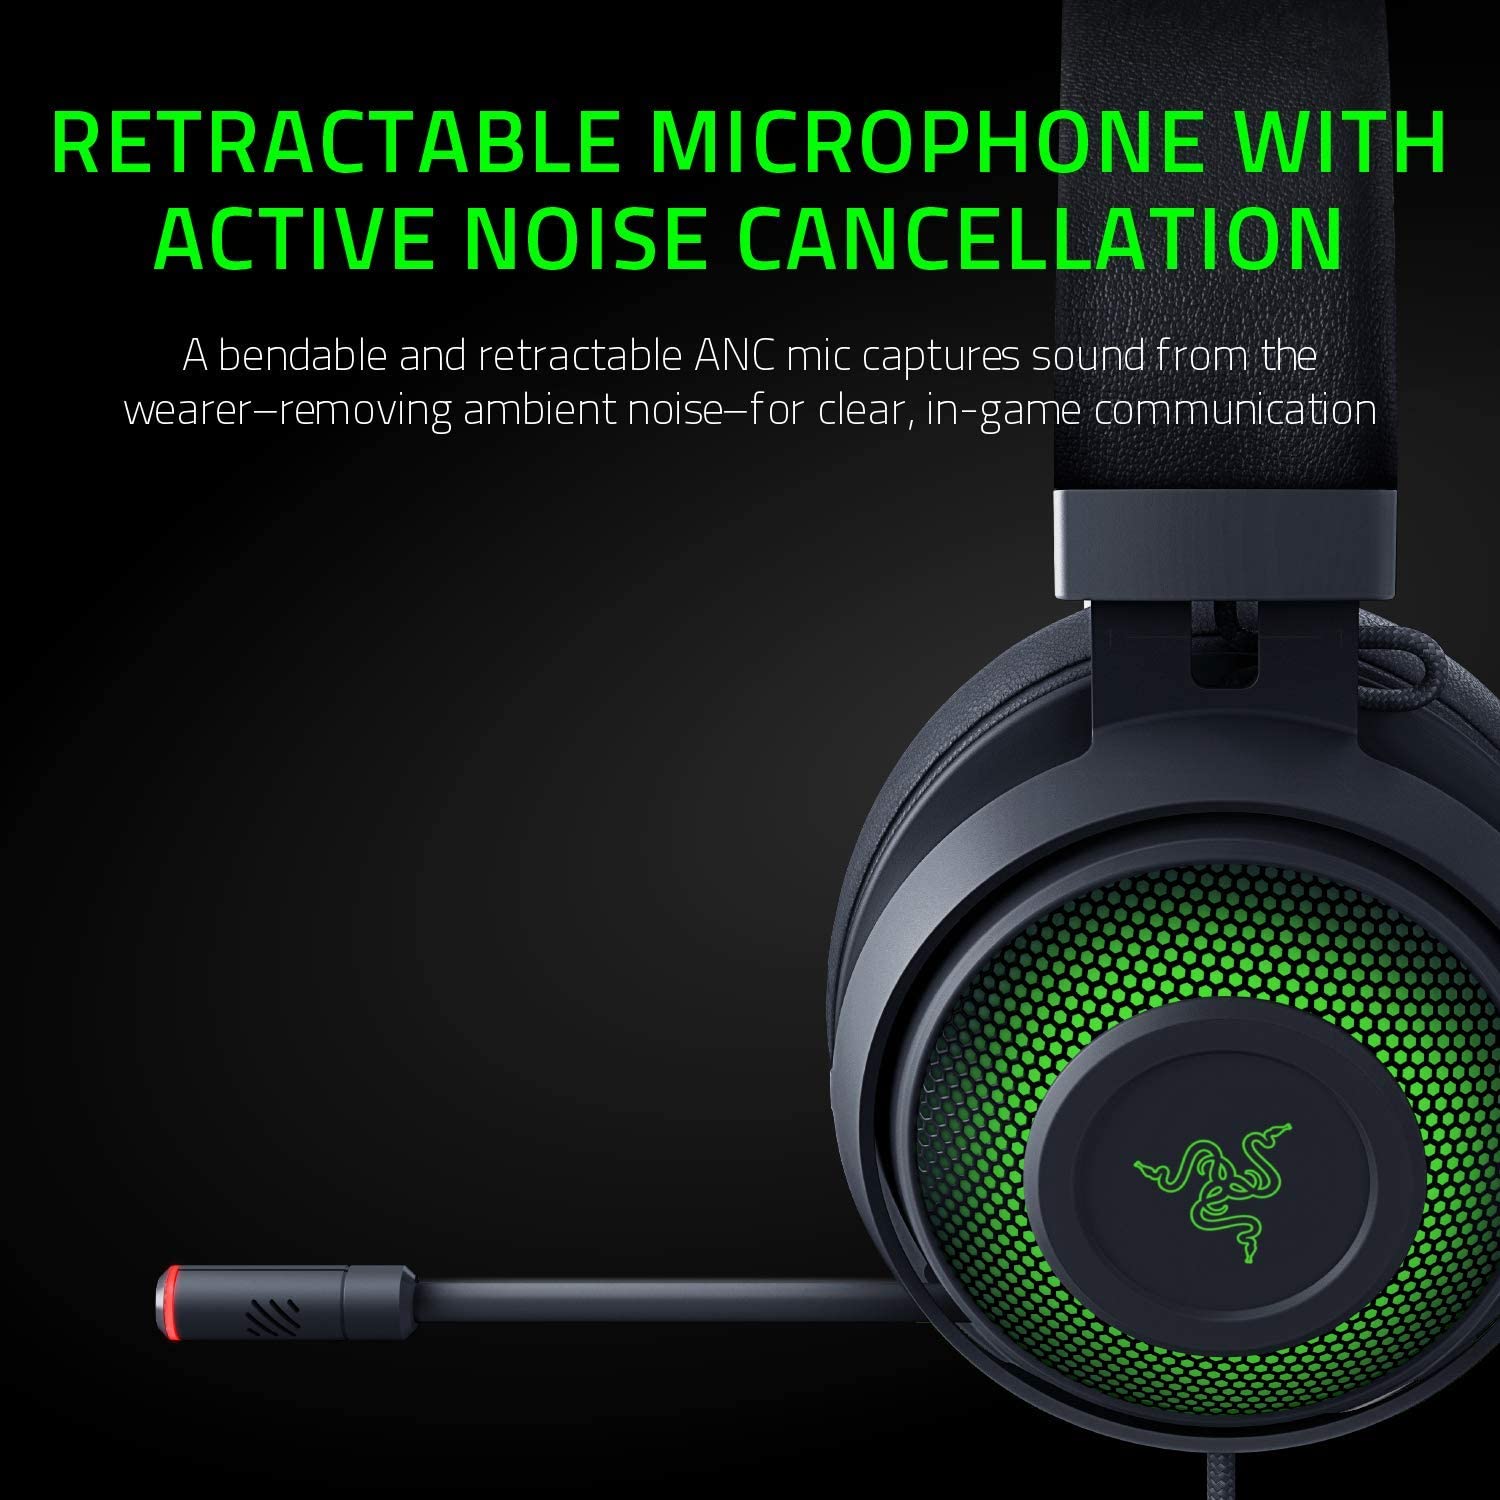 RETRACTABLE MICROPHONE WITH
ACTIVE NOISE CANCELLATION
A bendable and retractable ANC mic captures sound from the
wearer–removing ambient noise–for clear, in-game communication